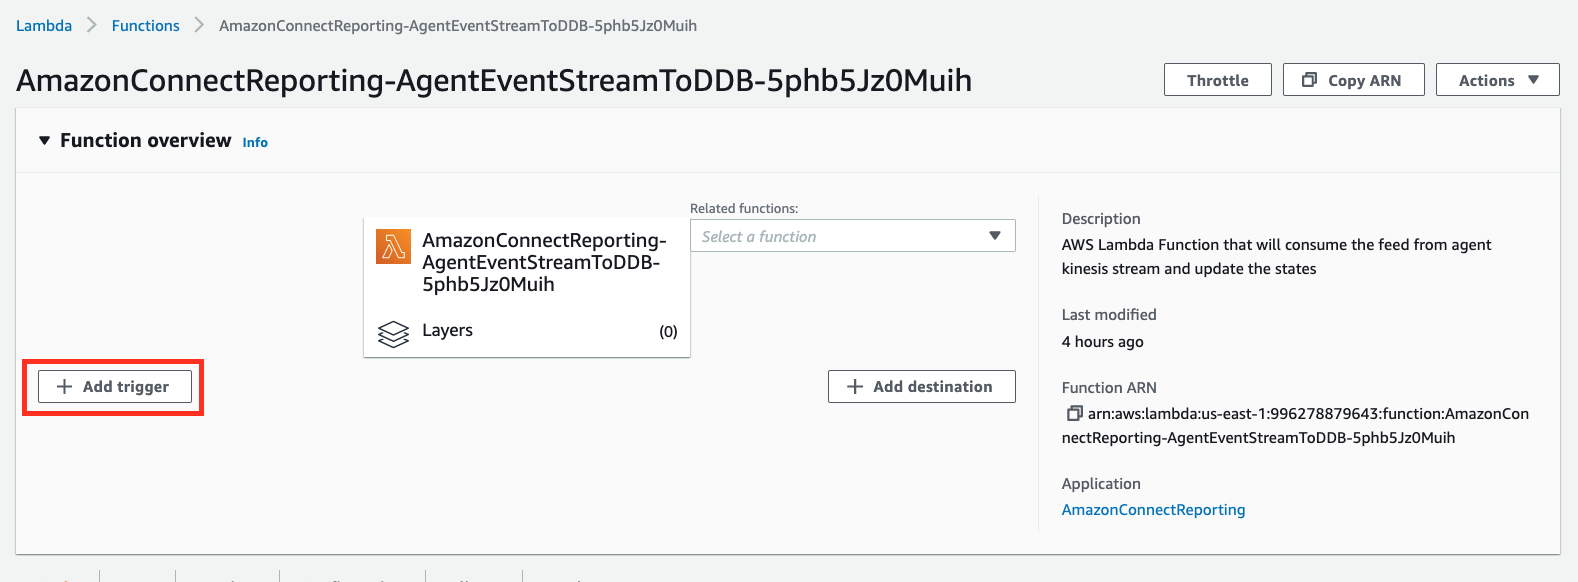 Lambda
Functions
AmazonConnectReporting-AgentEventStreamToDDB-5phb5Jz0Muih
AmazonConnectReporting-AgentEventStreamToDDB-5phb5Jz0Muih
Throttle
Copy ARN
Actions
Function overview Info
Related functions:
Select a function
AmazonConnectReporting-
AgentEventStreamToDDB-
5phb5Jz0Muih
Layers (0)
Add trigger
Add destination
Description
AWS Lambda Function that will consume the feed from agent
kinesis stream and update the states
Last modified
4 hours ago
Function ARN
arn:aws:lambda:us-east-1:996278879643:function:AmazonCon
nectReporting-AgentEventStreamToDDB-5phb5Jz0Muih
Application
AmazonConnectReporting